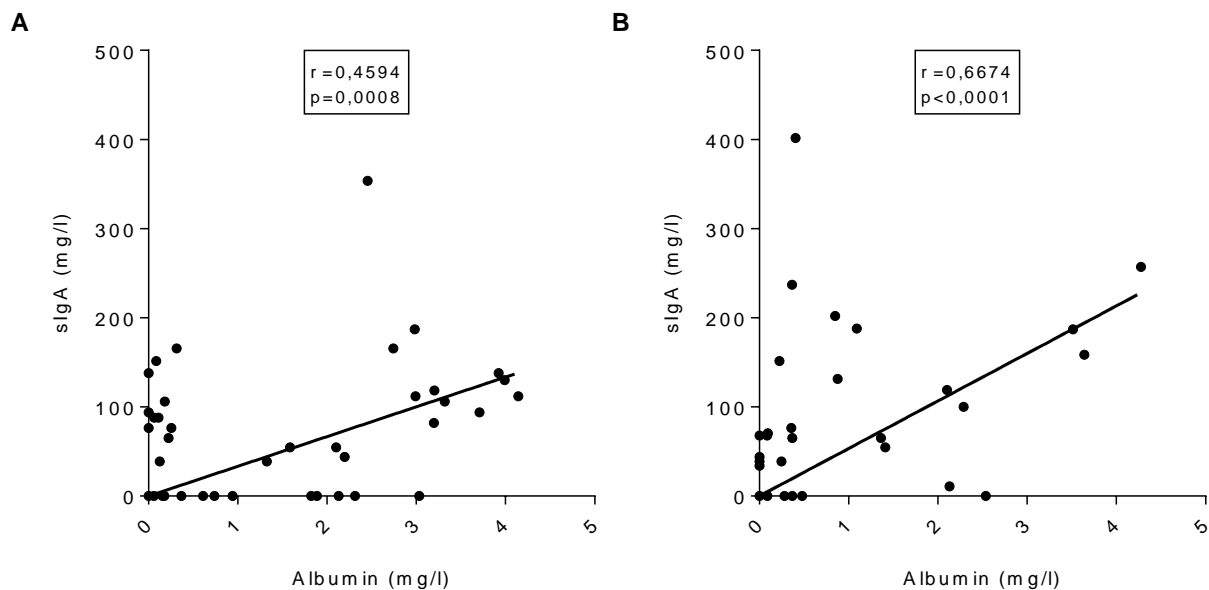 A
r=0,4594
p=0,0008
500
400
300
200
100
0
sIgA (mg/l)
0 1 2 3 4 5
Albumin (mg/l)
B
r=0,6674
p<0,0001
500
400
300
200
100
0
sIgA (mg/l)
0 1 2 3 4 5
Albumin (mg/l)